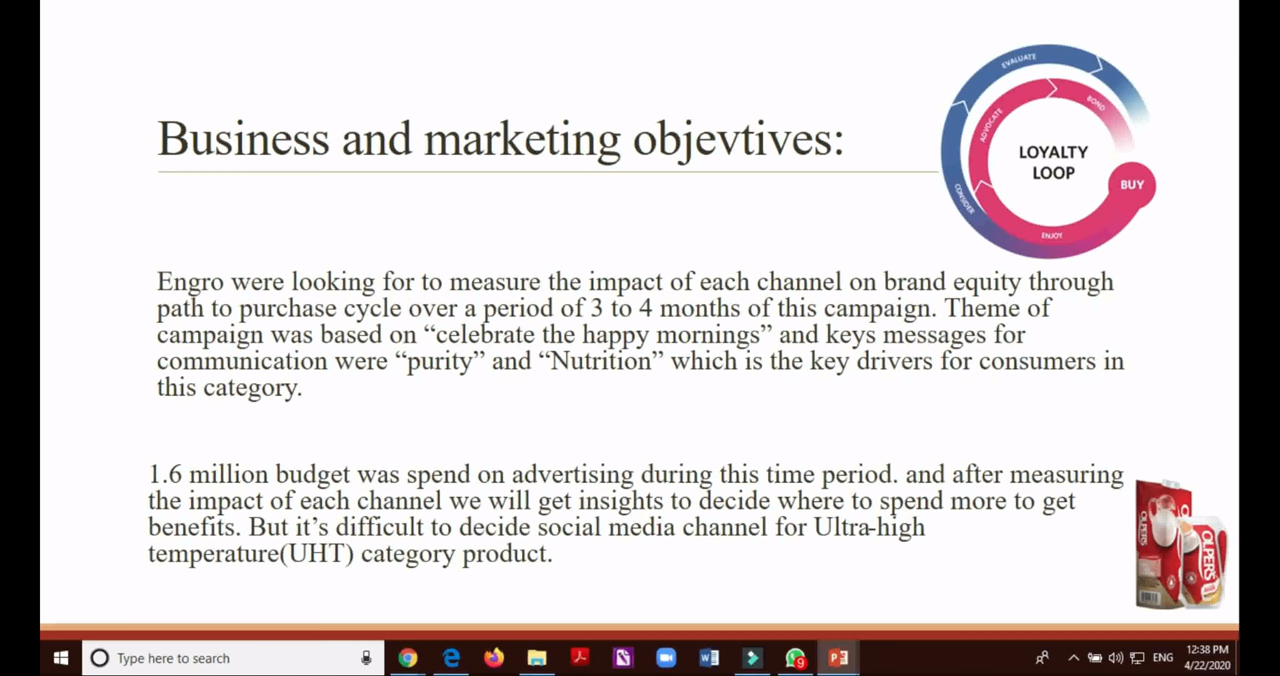 Business and marketing objevtives:
EVALUATE
BOND
ADVOCATE
LOYALTY
LOOP
BUY
CONSIDER
ENJOY
Engro were looking for to measure the impact of each channel on brand equity through
path to purchase cycle over a period of 3 to 4 months of this campaign. Theme of
campaign was based on “celebrate the happy mornings” and keys messages for
communication were “purity” and “Nutrition” which is the key drivers for consumers in
this category.
1.6 million budget was spend on advertising during this time period. and after measuring
the impact of each channel we will get insights to decide where to spend more to get
benefits. But it’s difficult to decide social media channel for Ultra-high
temperature(UHT) category product.
OLPER'S
OLPER'S
Type here to search
9
ENG
12:38 PM
4/22/2020